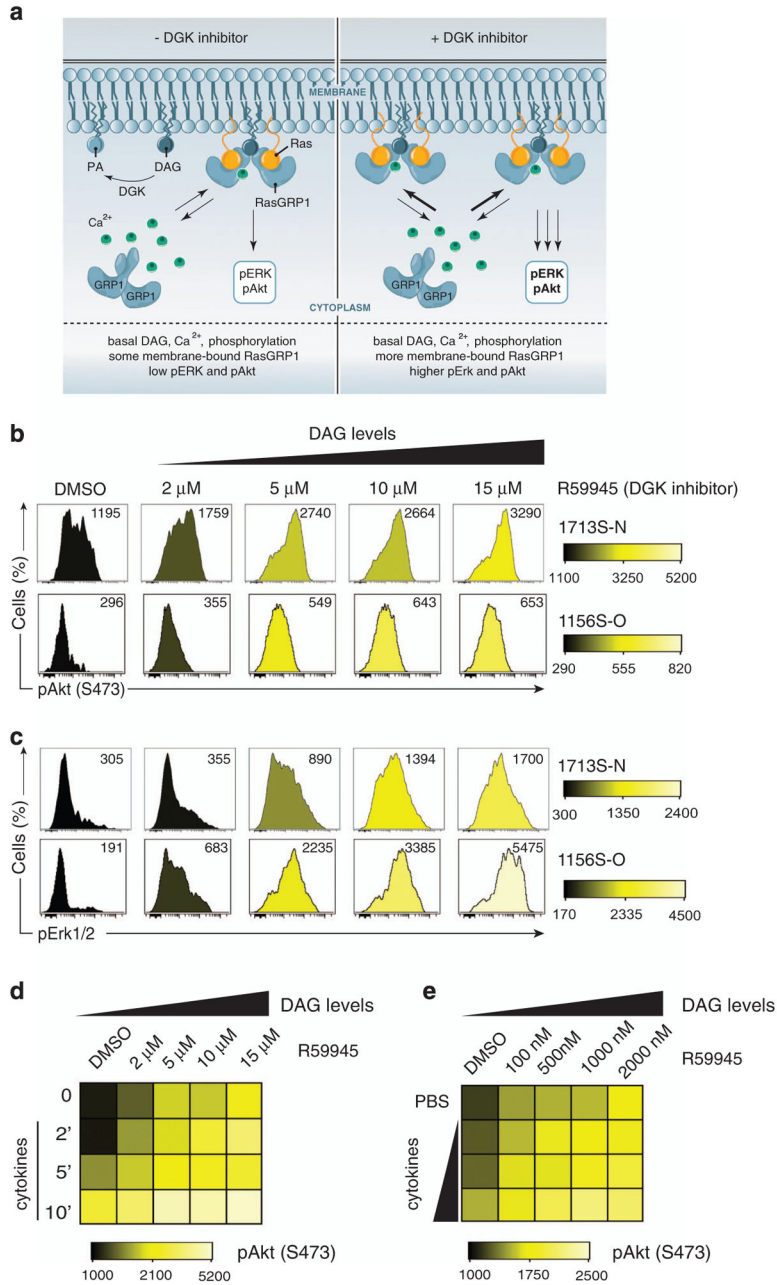 a
- DGK inhibitor
+ DGK inhibitor
MEMBRANE
PA
DAG
DGK
Ras
RasGRP1
Ca2+
GRP1
GRP1
pERK
pAkt
GRP1
GRP1
pERK
pAkt
CYTOPLASM
basal DAG, Ca 2+, phosphorylation
some membrane-bound RasGRP1
low pERK and pAkt
basal DAG, Ca 2+, phosphorylation
more membrane-bound RasGRP1
higher pErk and pAkt
b
DAG levels
DMSO 2 μM 5 μM 10 μM 15 μM R59945 (DGK inhibitor)
Cells (%)
1195 1759 2740 2664 3290
1713S-N
1100 3250 5200
296 355 549 643 653
1156S-O
290 555 820
pAkt (S473)
c
Cells (%)
305 355 890 1394 1700
1713S-N
300 1350 2400
191 683 2235 3385 5475
1156S-O
170 2335 4500
pErk1/2
d
DAG levels
DMSO 2 μM 5 μM 10 μM 15 μM R59945
0
cytokines
2'
5'
10'
pAkt (S473)
1000 2100 5200
e
DAG levels
DMSO 100 nM 500nM 1000 nM 2000 nM R59945
PBS
cytokines
pAkt (S473)
1000 1750 2500